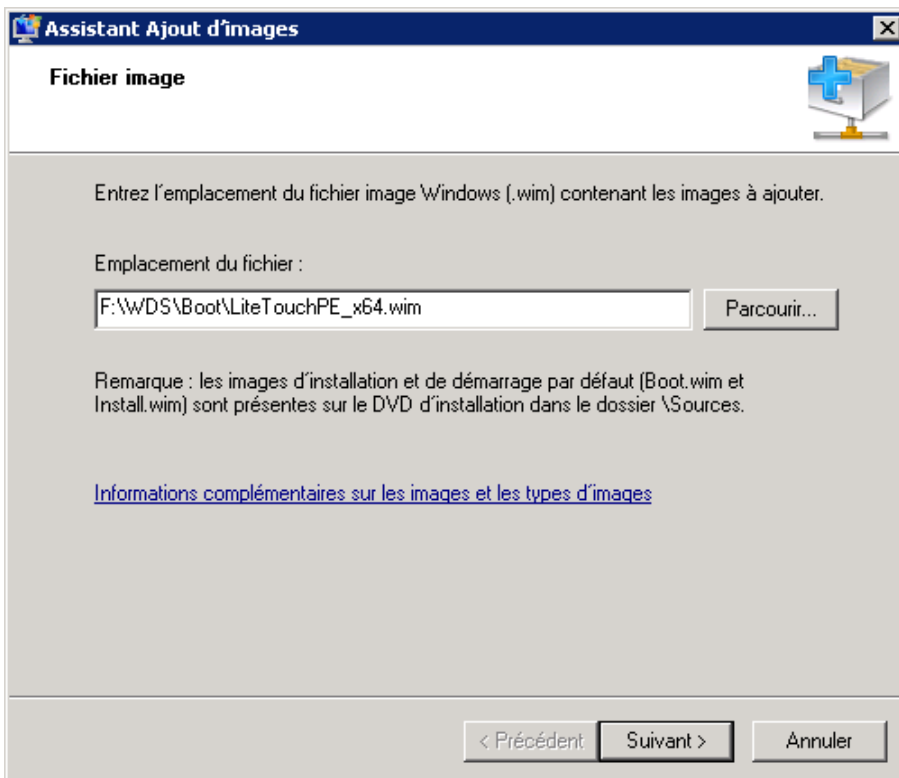 Assistant Ajout d'images
Fichier image
Entrez l'emplacement du fichier image Windows (.wim) contenant les images à ajouter.
Emplacement du fichier :
F:\WDS\Boot\LiteTouchPE_x64.wim
Parcourir...
Remarque : les images d'installation et de démarrage par défaut (Boot.wim et
Install.wim) sont présentes sur le DVD d'installation dans le dossier \Sources.
Informations complémentaires sur les images et les types d'images
< Précédent
Suivant >
Annuler